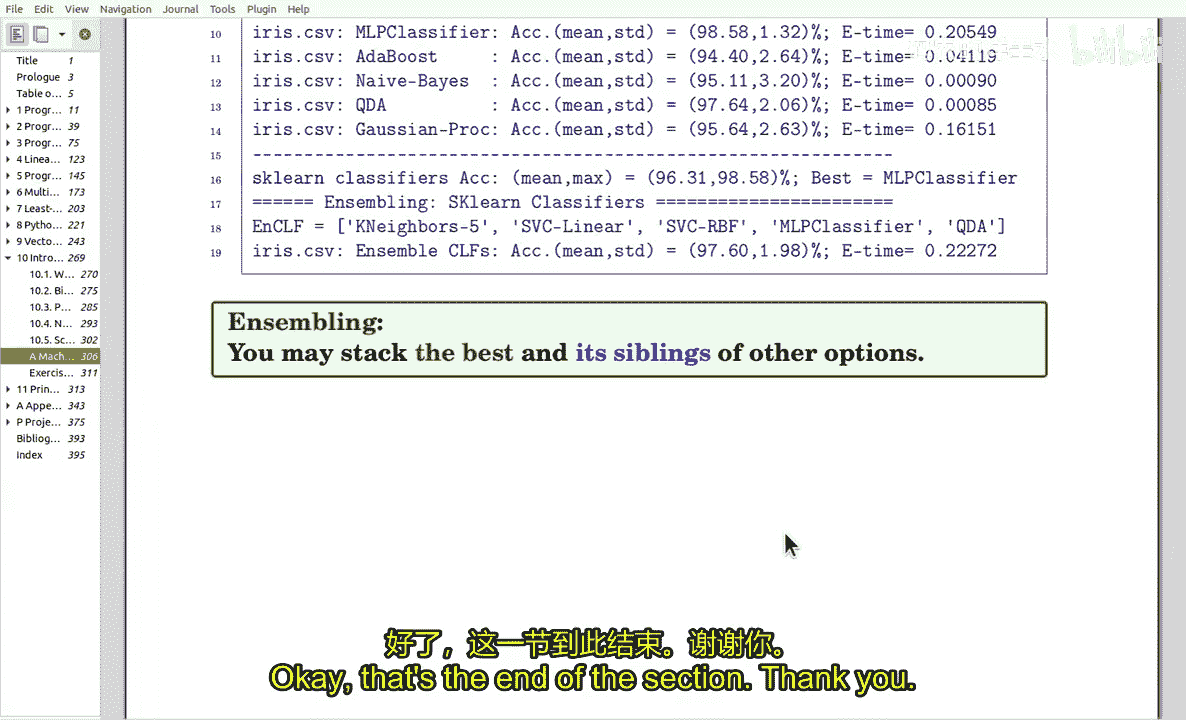 File Edit View Navigation Journal Tools Plugin Help
Title 1
Prologue 3
Table o... 5
1 Progr... 11
2 Progr... 39
3 Progr... 75
4 Linea... 123
5 Progr... 145
6 Multi... 173
7 Least-... 203
8 Pytho... 221
9 Vecto... 243
10 Intro... 269
10.1. W... 270
10.2. Bi... 275
10.3. P... 285
10.4. N... 293
10.5. Sc... 302
A Mach... 306
Exercis... 311
11 Prin... 313
A Appe... 343
P Proje... 375
Bibliog... 393
Index 395
10 iris.csv: MLPClassifier: Acc.(mean,std) = (98.58,1.32)%; E-time= 0.20549
11 iris.csv: AdaBoost : Acc.(mean,std) = (94.40,2.64)%; E-time= 0.04119
12 iris.csv: Naive-Bayes : Acc.(mean,std) = (95.11,3.20)%; E-time= 0.00090
13 iris.csv: QDA : Acc.(mean,std) = (97.64,2.06)%; E-time= 0.00085
14 iris.csv: Gaussian-Proc: Acc.(mean,std) = (95.64,2.63)%; E-time= 0.16151
15 --------------------------------------------------------------
16 sklearn classifiers Acc: (mean,max) = (96.31,98.58)%; Best = MLPClassifier
17 ====== Ensembling: SKlearn Classifiers =======================
18 EnCLF = ['KNeighbors-5', 'SVC-Linear', 'SVC-RBF', 'MLPClassifier', 'QDA']
19 iris.csv: Ensemble CLFs: Acc.(mean,std) = (97.60,1.98)%; E-time= 0.22272
Ensembling:
You may stack the best and its siblings of other options.
好了，这一节到此结束。谢谢你。
Okay, that's the end of the section. Thank you.